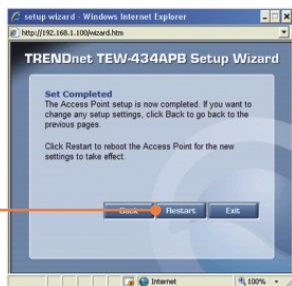 setup wizard - Windows Internet Explorer
http://192.168.1.100/wizard.htm
TRENDnet TEW-434APB Setup Wizard
Set Completed
The Access Point setup is now completed. If you want to
change any setup settings, click Back to go back to the
previous pages.
Click Restart to reboot the Access Point for the new
settings to take effect.
Back Restart Exit
Internet 100%